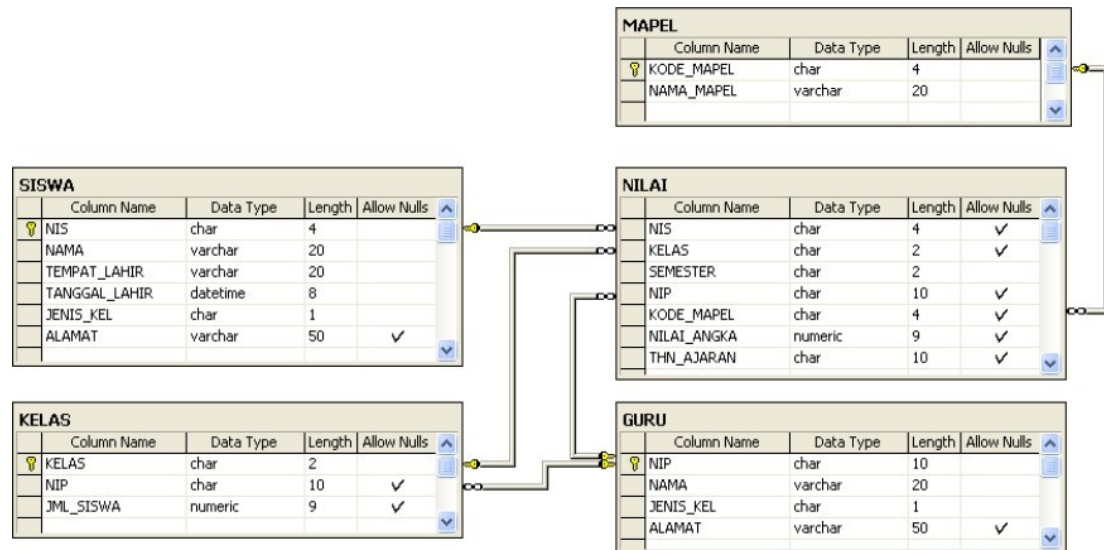 MAPEL
Column Name Data Type Length Allow Nulls
KODE_MAPEL char 4
NAMA_MAPEL varchar 20
SISWA
Column Name Data Type Length Allow Nulls
NIS char 4
NAMA varchar 20
TEMPAT_LAHIR varchar 20
TANGGAL_LAHIR datetime 8
JENIS_KEL char 1
ALAMAT varchar 50 ✓
NILAI
Column Name Data Type Length Allow Nulls
NIS char 4 ✓
KELAS char 2 ✓
SEMESTER char 2
NIP char 10 ✓
KODE_MAPEL char 4 ✓
NILAI_ANGKA numeric 9 ✓
THN_AJARAN char 10 ✓
KELAS
Column Name Data Type Length Allow Nulls
KELAS char 2
NIP char 10 ✓
JML_SISWA numeric 9 ✓
GURU
Column Name Data Type Length Allow Nulls
NIP char 10
NAMA varchar 20
JENIS_KEL char 1
ALAMAT varchar 50 ✓